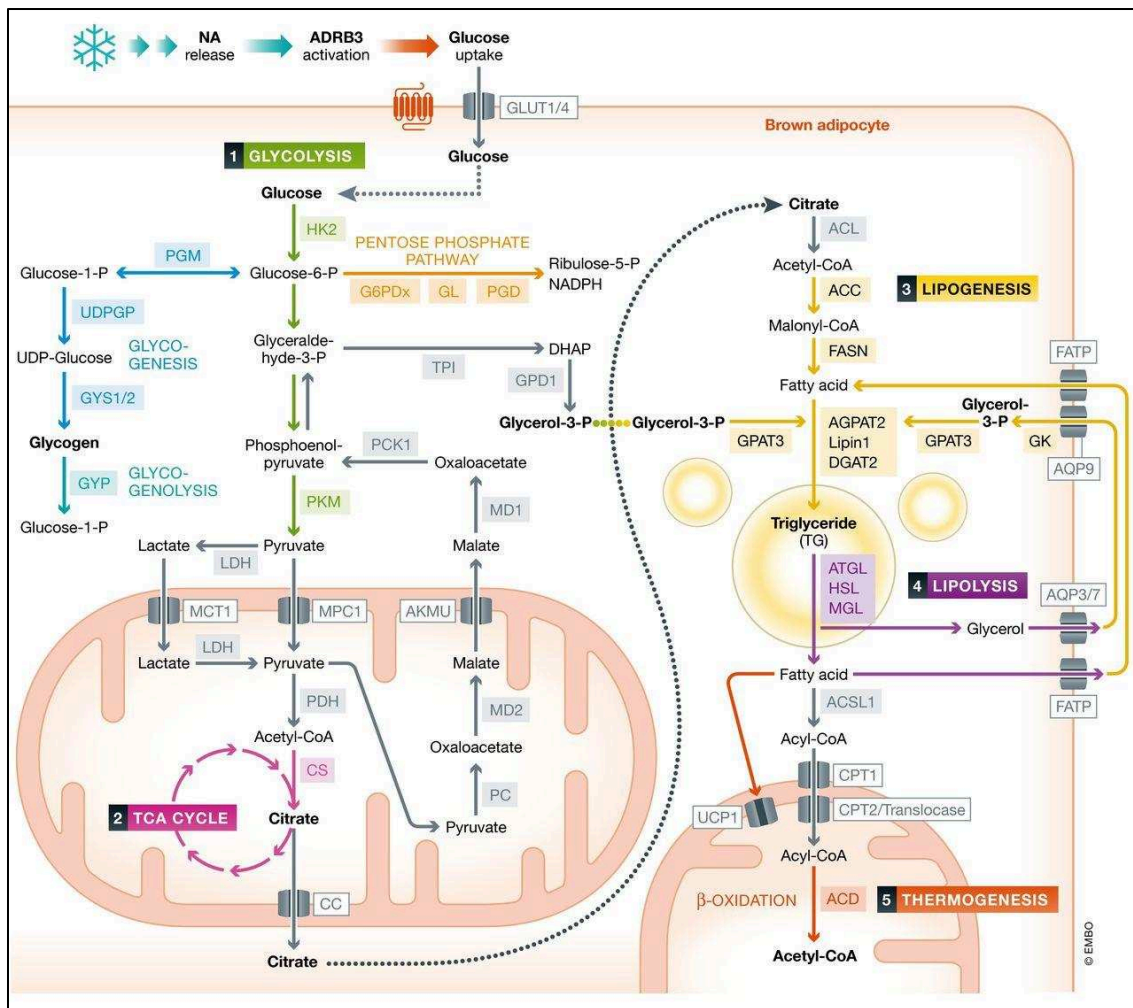 NA
release
ADRB3
activation
Glucose
uptake
GLUT1/4
Brown adipocyte
Glucose
1 GLYCOLYSIS
Glucose
HK2
PENTOSE PHOSPHATE
PATHWAY
PGM
Glucose-1-P
Glucose-6-P
Ribulose-5-P
NADPH
G6PDx
GL
PGD
UDPGP
UDP-Glucose
GLYCO-
GENESIS
GYS1/2
Glyceralde-
hyde-3-P
TPI
DHAP
GPD1
Glycerol-3-P
Glycogen
GYP
GLYCO-
GENOLYSIS
Glucose-1-P
Phosphoenol-
pyruvate
PCK1
Oxaloacetate
PKM
MD1
Lactate
LDH
Pyruvate
Malate
MCT1
MPC1
AKMU
Lactate
LDH
Pyruvate
Malate
PDH
MD2
Acetyl-CoA
Oxaloacetate
CS
PC
2 TCA CYCLE
Citrate
Pyruvate
CC
Citrate
Citrate
ACL
Acetyl-CoA
ACC
3 LIPOGENESIS
Malonyl-CoA
FASN
Fatty acid
FATP
Glycerol-3-P
GPAT3
AGPAT2
Lipin1
DGAT2
GPAT3
Glycerol-
3-P
GK
AQP9
Triglyceride
(TG)
ATGL
HSL
MGL
4 LIPOLYSIS
AQP3/7
Glycerol
Fatty acid
FATP
ACSL1
Acyl-CoA
CPT1
UCP1
CPT2/Translocase
Acyl-CoA
β-OXIDATION
ACD
5 THERMOGENESIS
Acetyl-CoA
© EMBO